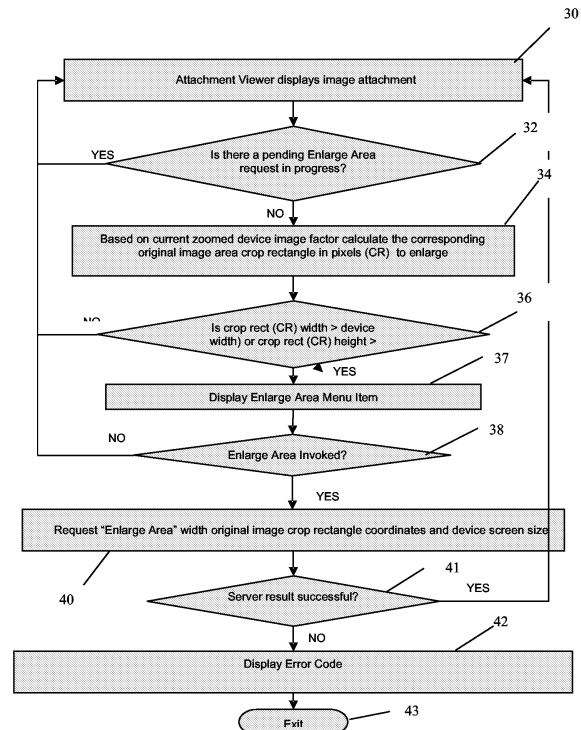 30
Attachment Viewer displays image attachment
32
YES
Is there a pending Enlarge Area
request in progress?
34
NO
Based on current zoomed device image factor calculate the corresponding
original image area crop rectangle in pixels (CR) to enlarge
36
NO
Is crop rect (CR) width > device
width) or crop rect (CR) height >
YES
37
Display Enlarge Area Menu Item
NO
38
Enlarge Area Invoked?
YES
Request “Enlarge Area” width original image crop rectangle coordinates and device screen size
40
41
Server result successful?
YES
NO
42
Display Error Code
43
Exit